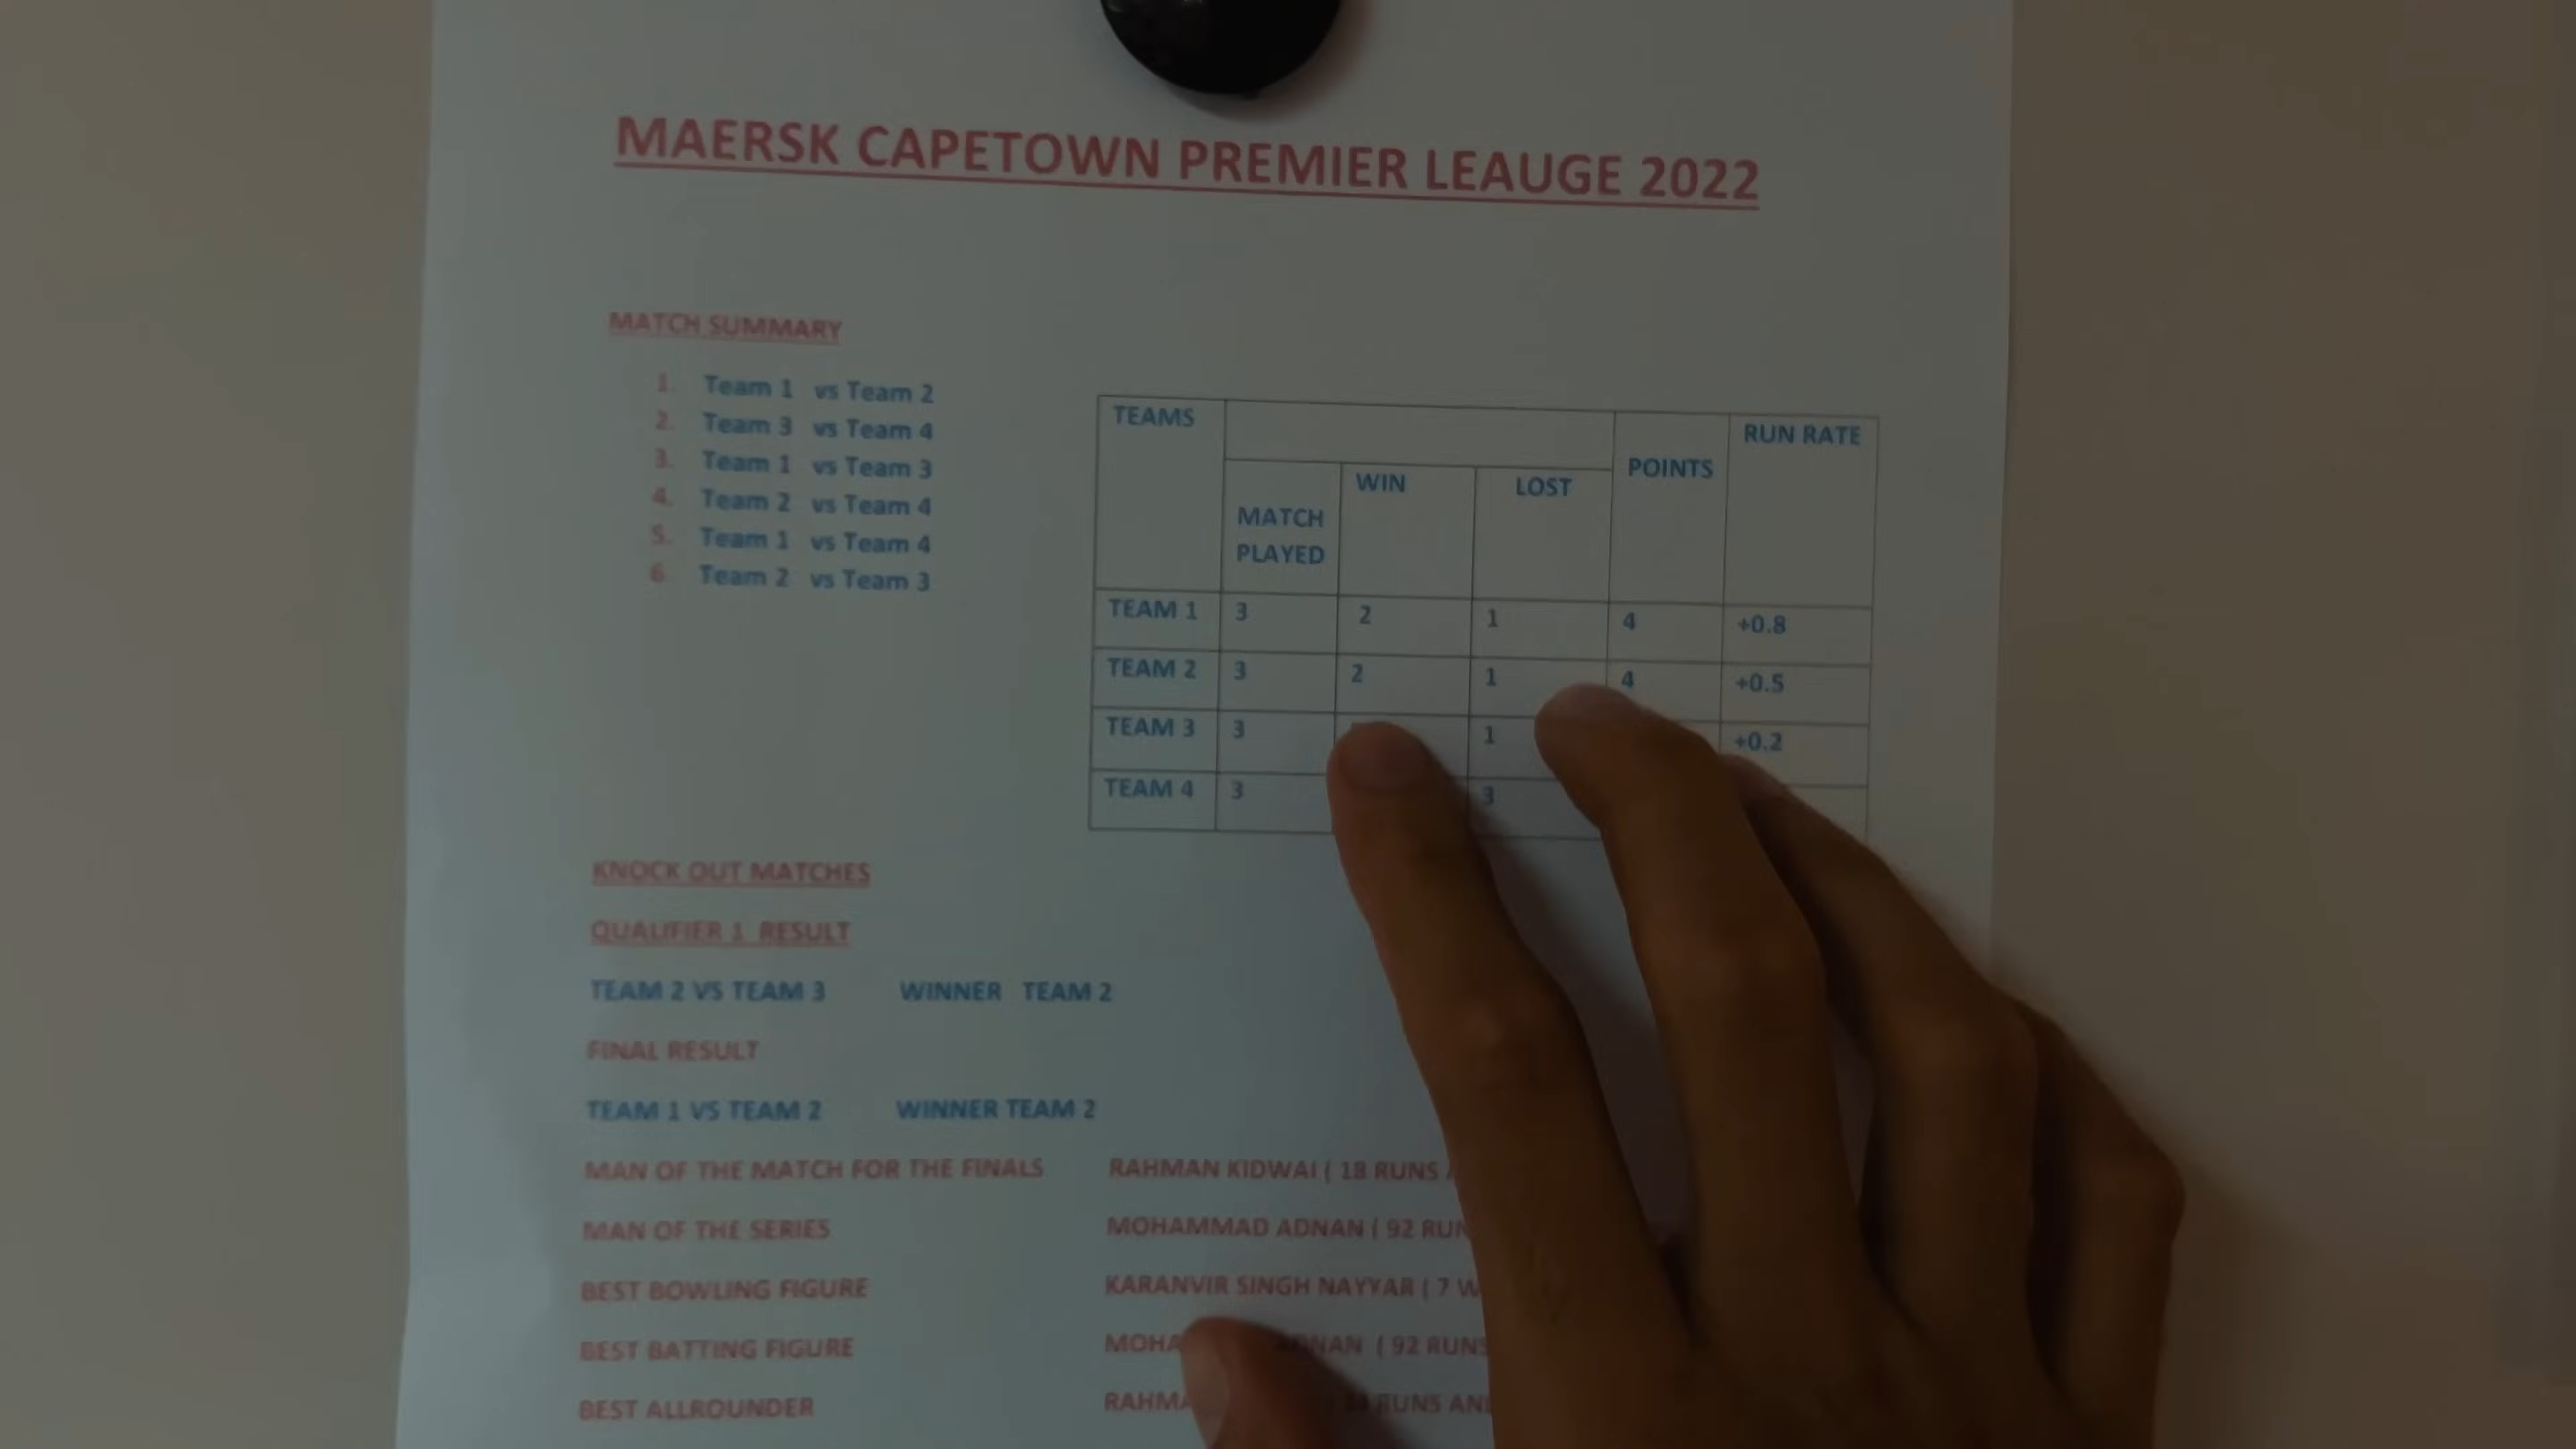 MAERSK CAPETOWN PREMIER LEAUGE 2022
MATCH SUMMARY
1. Team 1 vs Team 2
2. Team 3 vs Team 4
3. Team 1 vs Team 3
4. Team 2 vs Team 4
5. Team 1 vs Team 4
6. Team 2 vs Team 3
TEAMS MATCH PLAYED WIN LOST POINTS RUN RATE
TEAM 1 3 2 1 4 +0.8
TEAM 2 3 2 1 4 +0.5
TEAM 3 3 1 +0.2
TEAM 4 3 3
KNOCK OUT MATCHES
QUALIFIER 1 RESULT
TEAM 2 VS TEAM 3 WINNER TEAM 2
FINAL RESULT
TEAM 1 VS TEAM 2 WINNER TEAM 2
MAN OF THE MATCH FOR THE FINALS RAHMAN KIDWAI ( 18 RUNS
MAN OF THE SERIES MOHAMMAD ADNAN ( 92 RUN
BEST BOWLING FIGURE KARANVIR SINGH NAYYAR ( 7 W
BEST BATTING FIGURE MOHA NAN ( 92 RUNS
BEST ALLROUNDER RAHMA RUNS AND